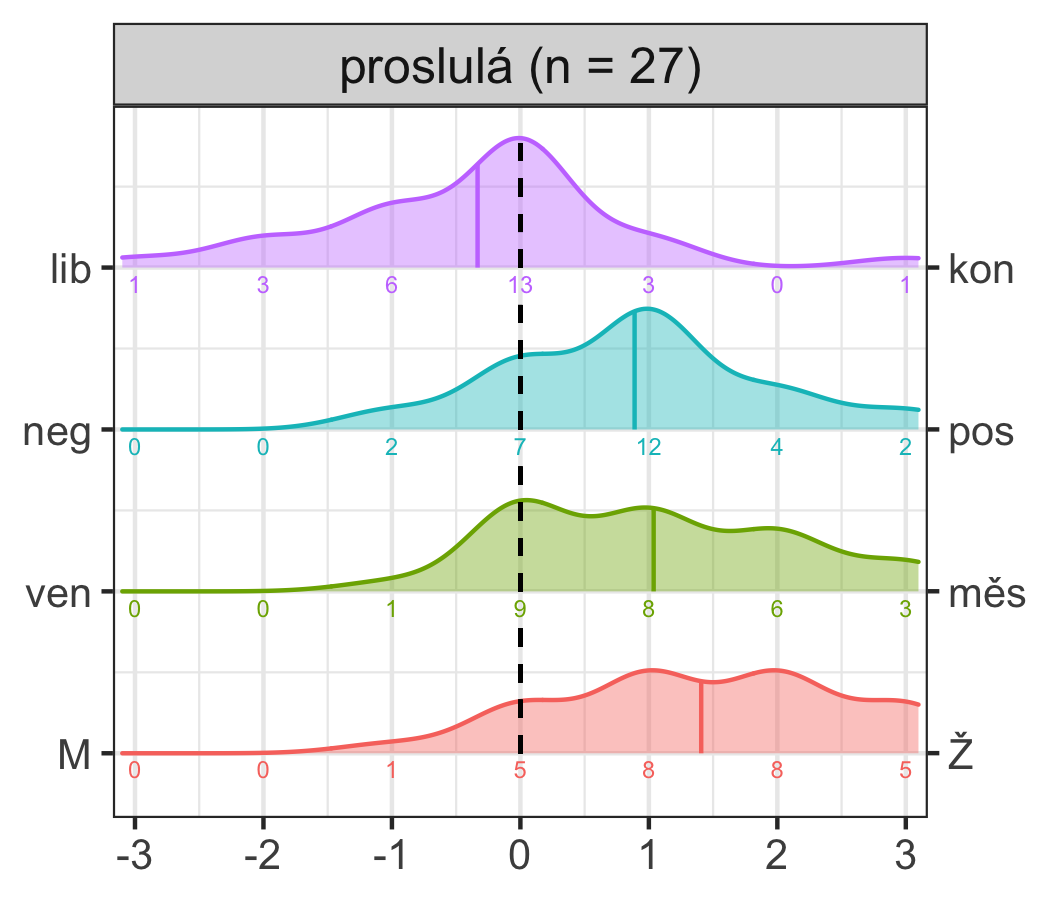 proslulá (n = 27)
lib kon
1 3 6 13 3 0 1
neg pos
0 0 2 7 12 4 2
ven měs
0 0 1 9 8 6 3
M Ž
0 0 1 5 8 8 5
-3 -2 -1 0 1 2 3